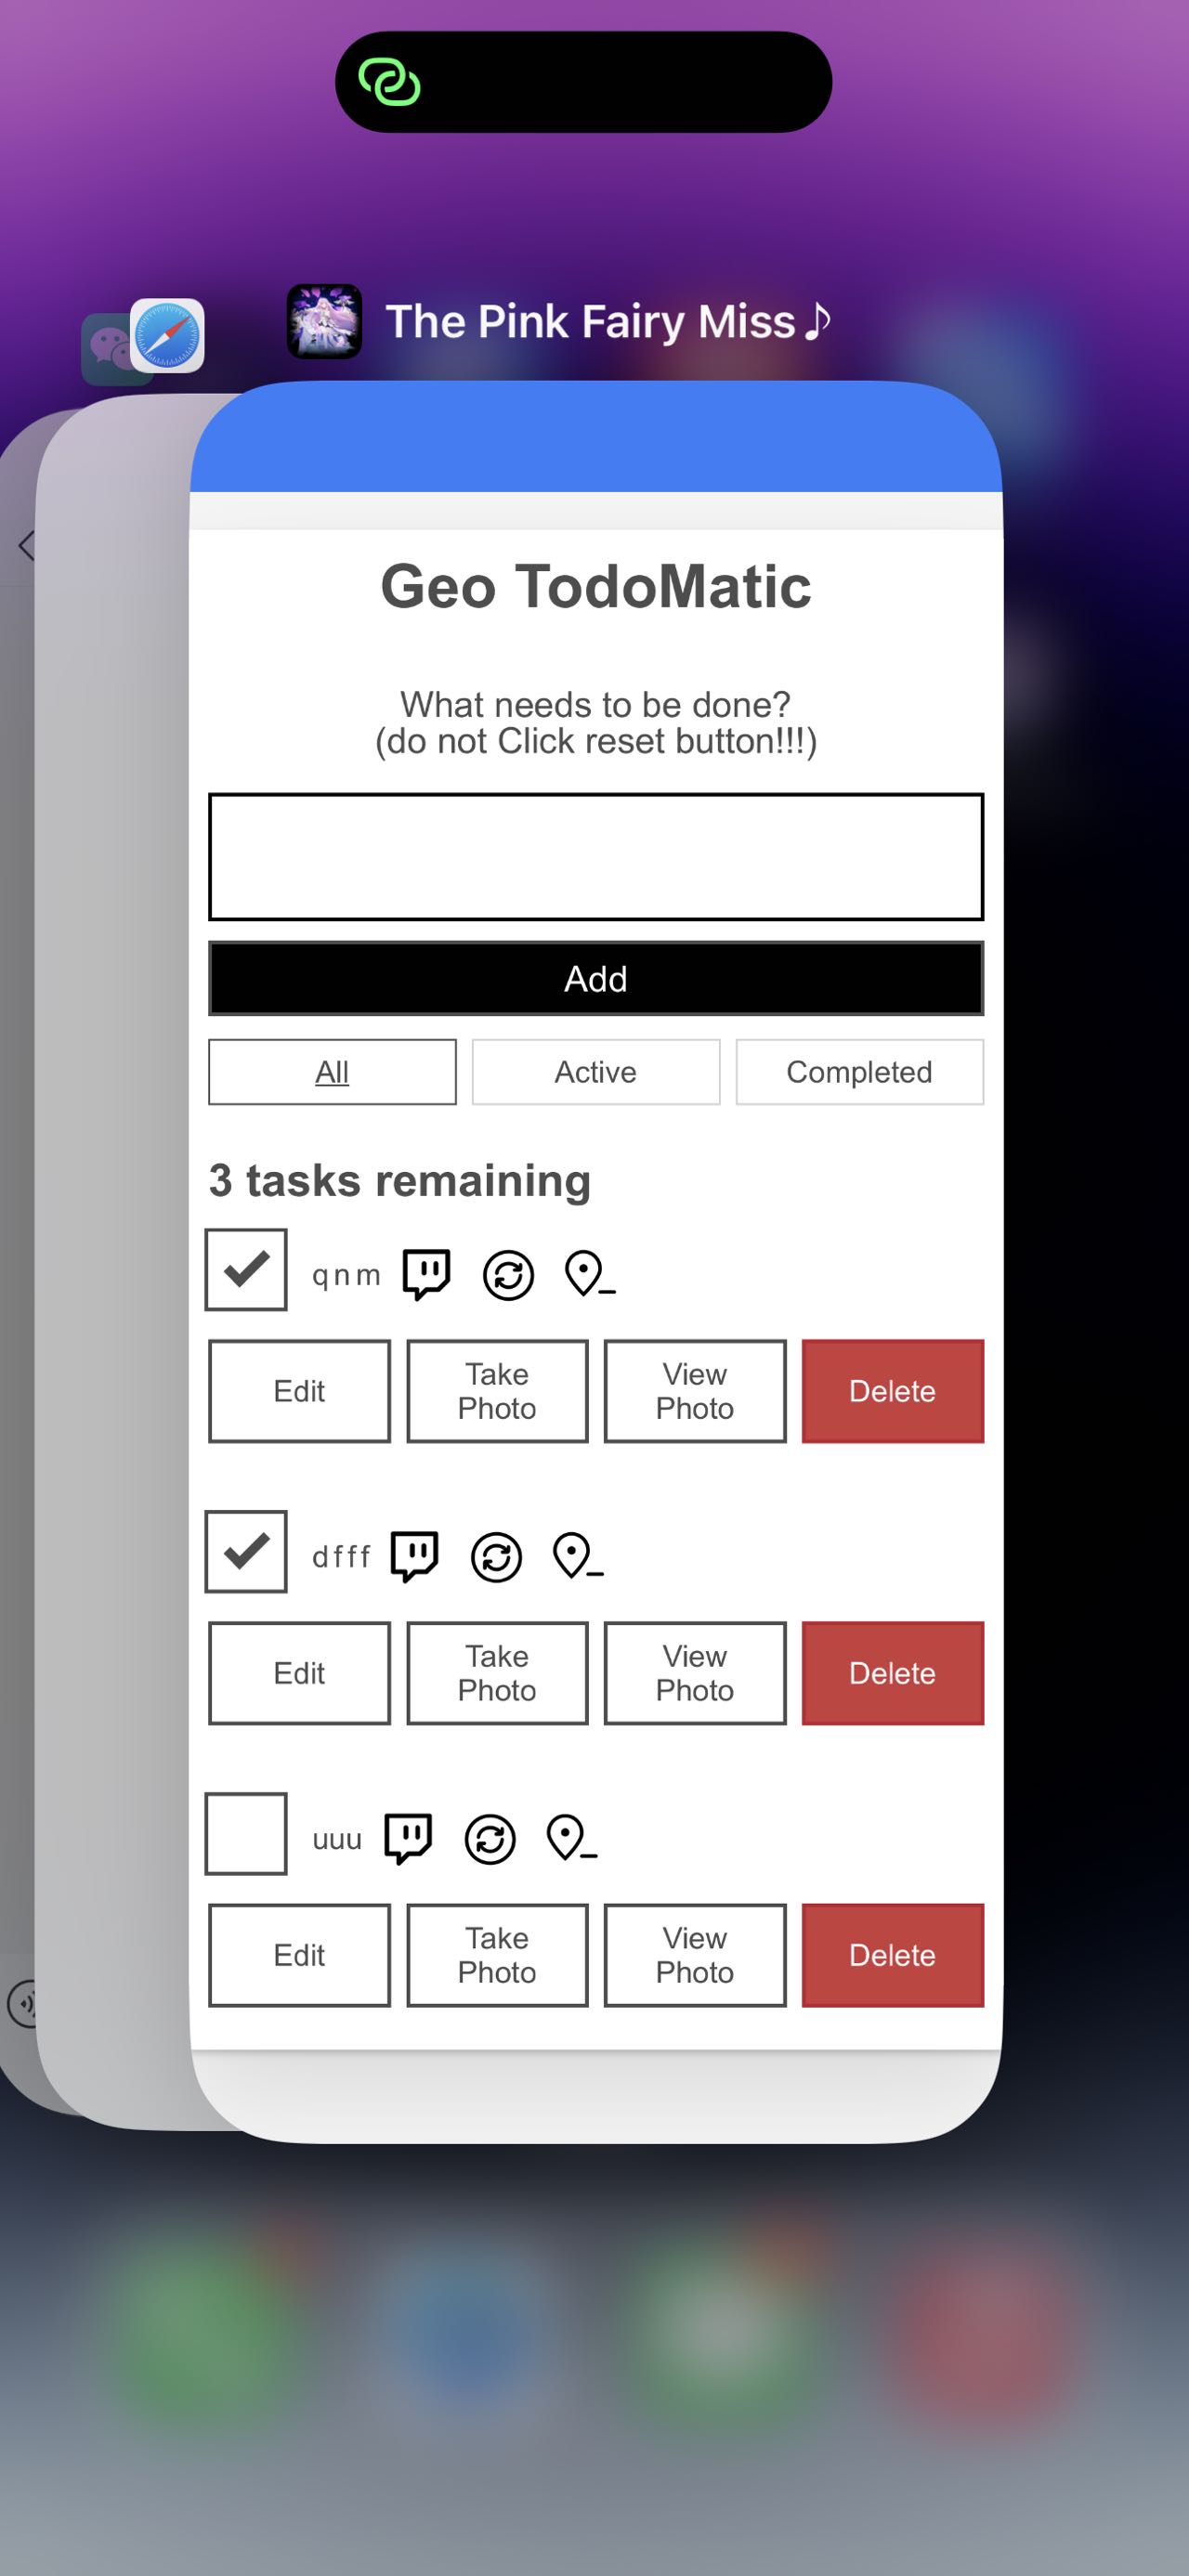 The Pink Fairy Miss♪
Geo TodoMatic
What needs to be done?
(do not Click reset button!!!)
Add
All
Active
Completed
3 tasks remaining
qnm
Edit
Take
Photo
View
Photo
Delete
dfff
Edit
Take
Photo
View
Photo
Delete
uuu
Edit
Take
Photo
View
Photo
Delete